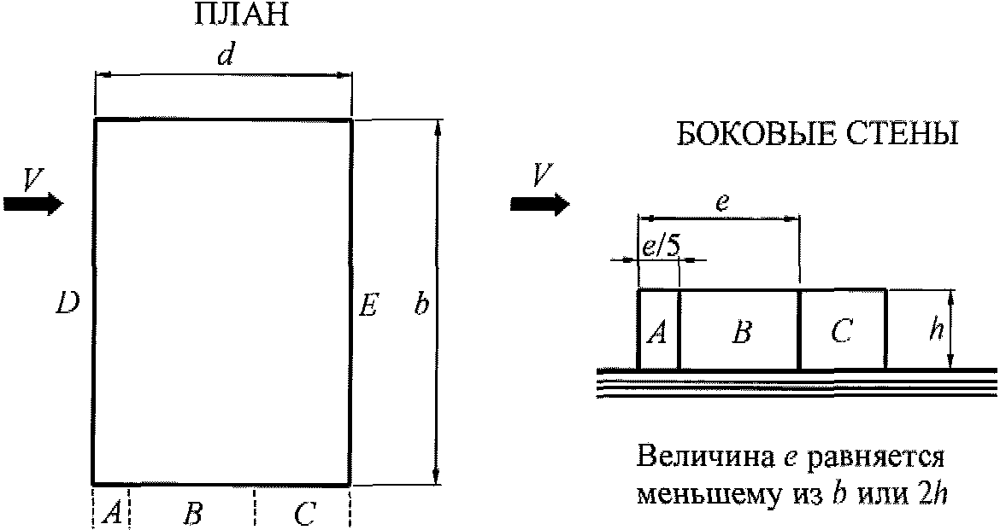 ПЛАН
d
БОКОВЫЕ СТЕНЫ
V
V
e
e/5
D
E
b
A
B
C
h
Величина e равняется
меньшему из b или 2h
A
B
C